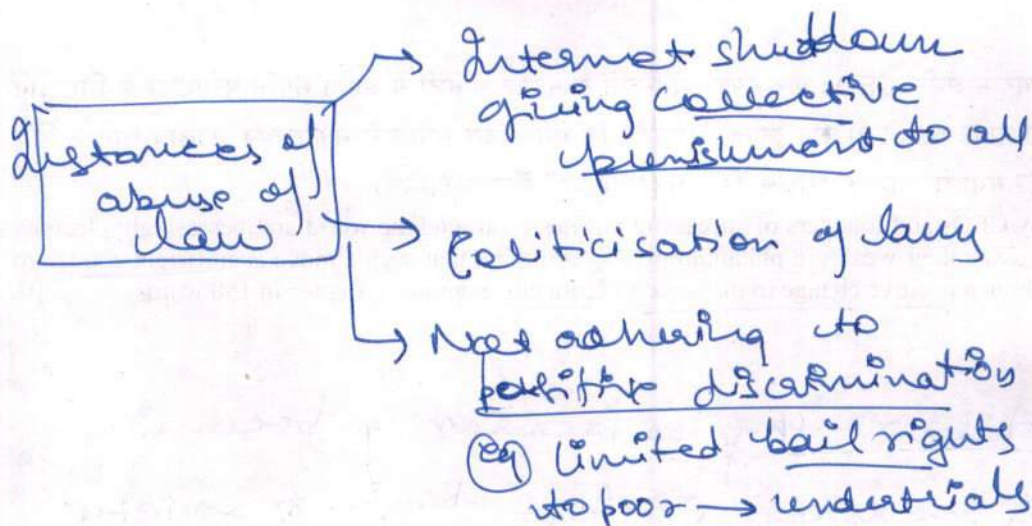 Instances of
abuse of
law
→ Internet shutdown
giving collective
punishment to all
→ Politicisation of laws
→ Not adhering to
positive discrimination
(eg) limited bail rights
to poor → undertrials